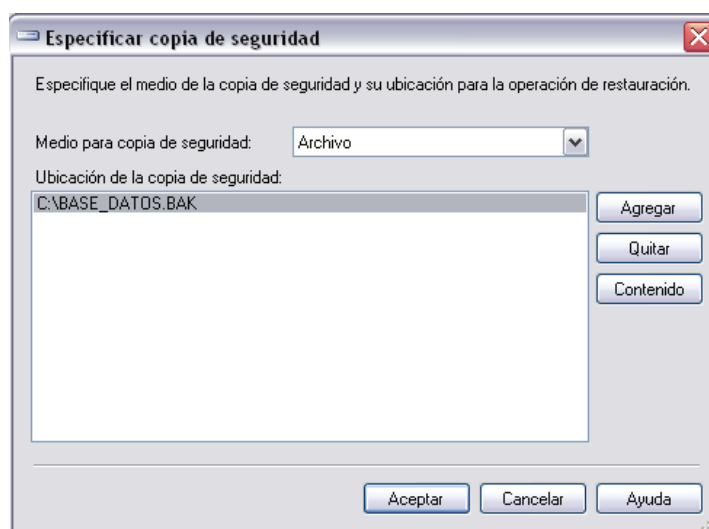 Especificar copia de seguridad
Especifique el medio de la copia de seguridad y su ubicación para la operación de restauración.
Medio para copia de seguridad: Archivo
Ubicación de la copia de seguridad:
C:\BASE_DATOS.BAK
Agregar
Quitar
Contenido
Aceptar Cancelar Ayuda